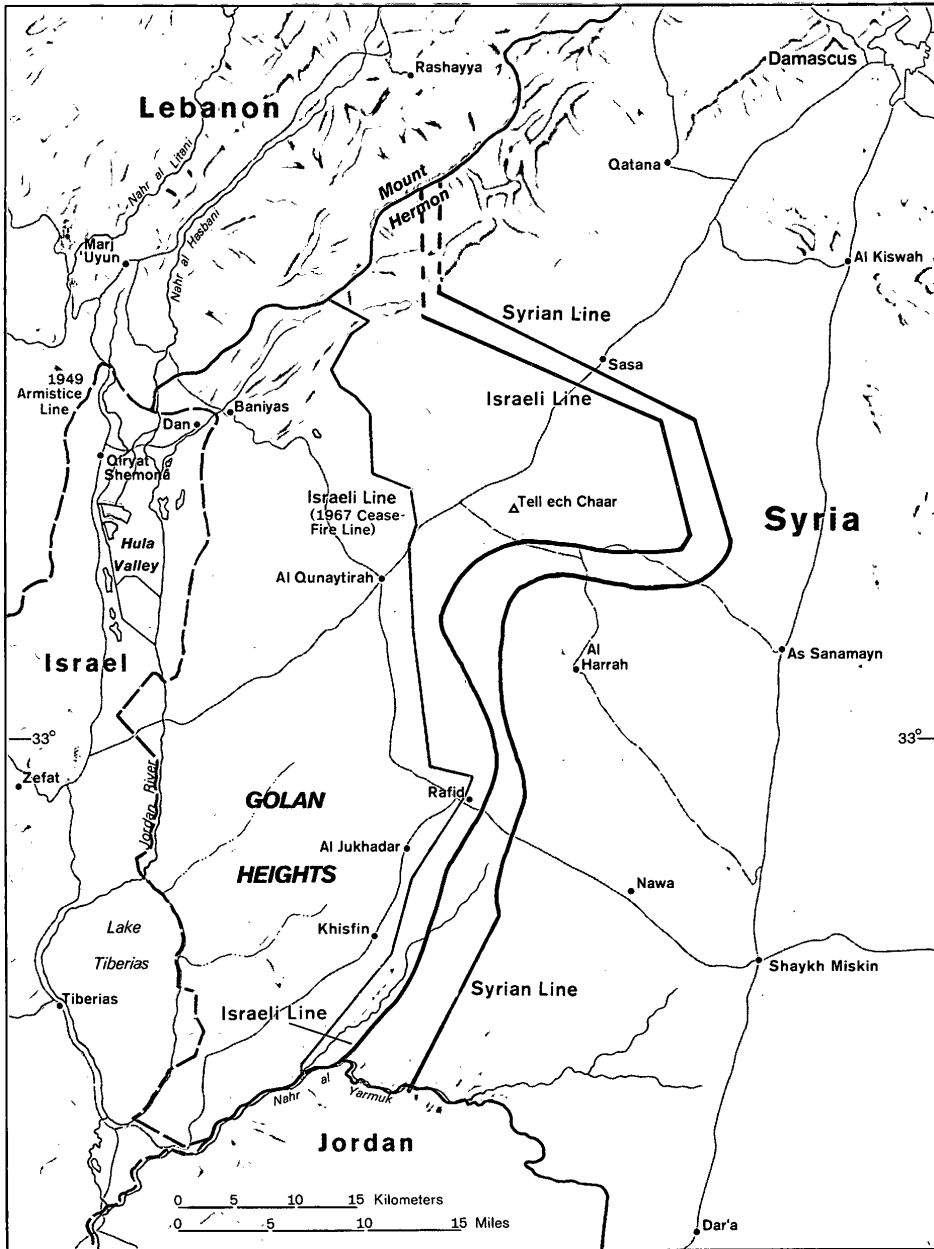 Rashayya
Damascus
Lebanon
Nahr al Litani
Qatana
Mount
Hermon
Nahr al Hasbani
Marj
'Uyun
Al Kiswah
Syrian Line
Sasa
1949
Armistice
Line
Israeli Line
Baniyas
Dan
Qiryat
Shemona
Israeli Line
(1967 Cease-
Fire Line)
Tell ech Chaar
Syria
Hula
Valley
Al Qunaytirah
Israel
Al
Harrah
As Sanamayn
33°
33°
Zefat
Jordan River
GOLAN
Rafid
Al Jukhadar
HEIGHTS
Nawa
Lake
Tiberias
Khisfin
Shaykh Miskin
Tiberias
Israeli Line
Syrian Line
Nahr al Yarmuk
Jordan
0 5 10 15 Kilometers
0 5 10 15 Miles
Dar'a